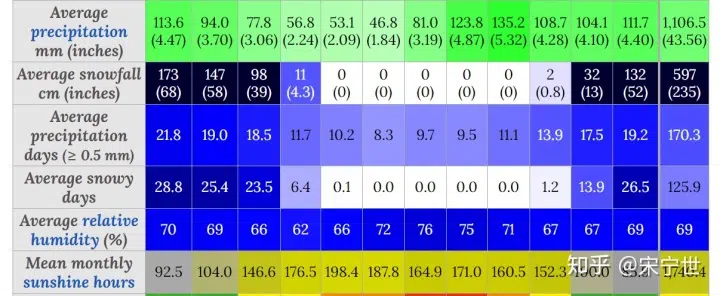 Average
precipitation
mm (inches)
113.6 94.0 77.8 56.8 53.1 46.8 81.0 123.8 135.2 108.7 104.1 111.7 1,106.5
(4.47) (3.70) (3.06) (2.24) (2.09) (1.84) (3.19) (4.87) (5.32) (4.28) (4.10) (4.40) (43.56)
Average snowfall
cm (inches)
173 147 98 11 0 0 0 0 0 2 32 132 597
(68) (58) (39) (4.3) (0) (0) (0) (0) (0) (0.8) (13) (52) (235)
Average
precipitation
days (≥ 0.5 mm)
21.8 19.0 18.5 11.7 10.2 8.3 9.7 9.5 11.1 13.9 17.5 19.2 170.3
Average snowy
days
28.8 25.4 23.5 6.4 0.1 0.0 0.0 0.0 0.0 1.2 13.9 26.5 125.9
Average relative
humidity (%)
70 69 66 62 66 72 76 75 71 67 67 69 69
Mean monthly
sunshine hours
92.5 104.0 146.6 176.5 198.4 187.8 164.9 171.0 160.5 152.3
知乎 @宋宁世